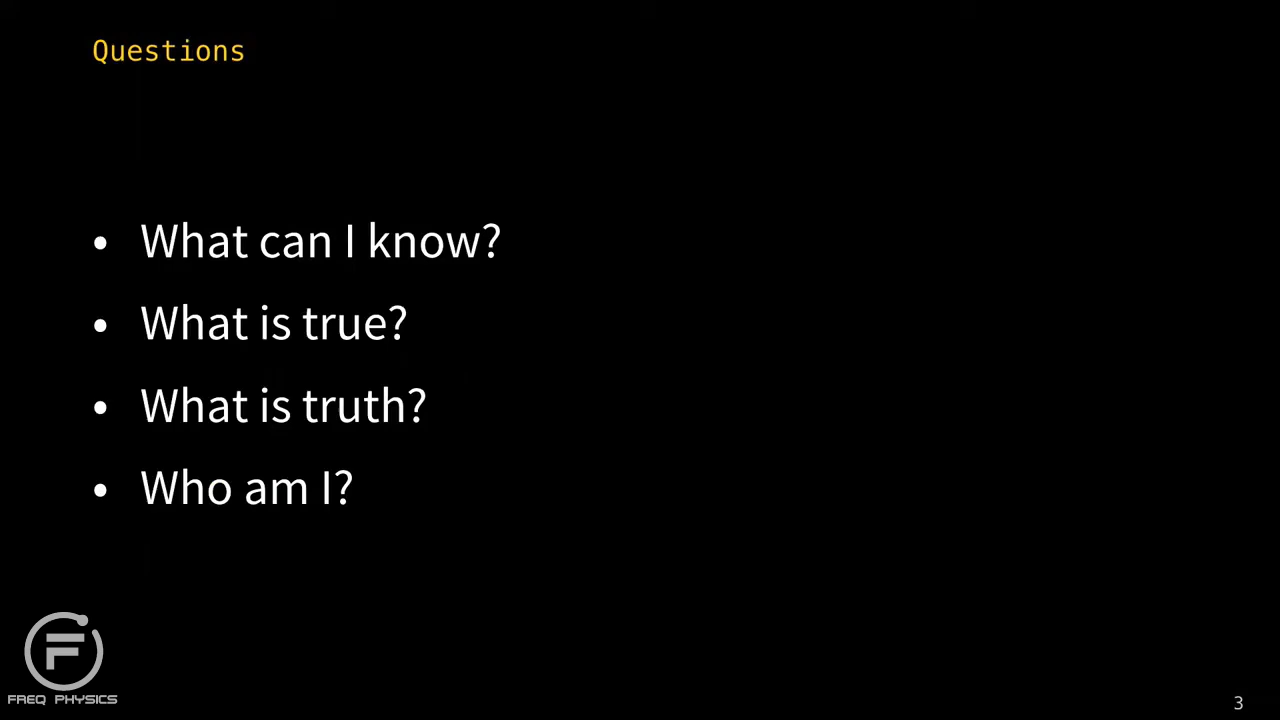 Questions
• What can I know?
• What is true?
• What is truth?
• Who am I?
FREQ PHYSICS
3